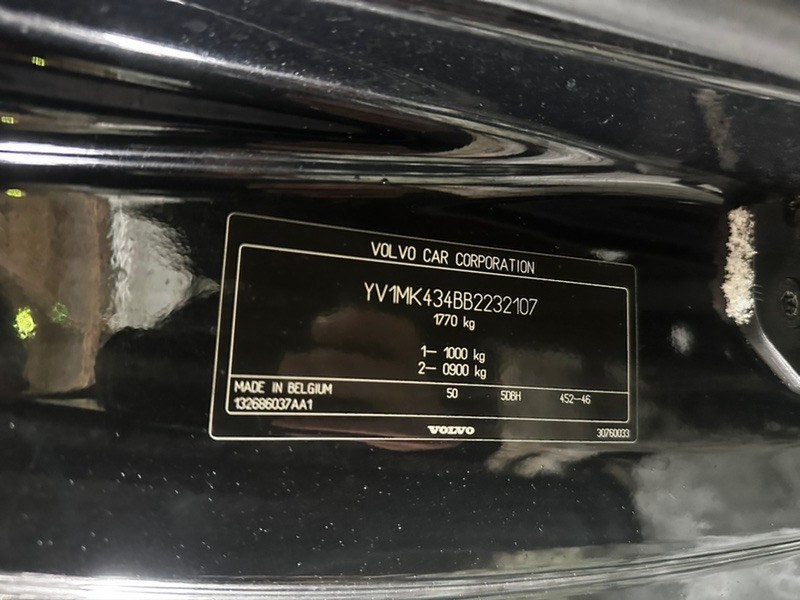 VOLVO CAR CORPORATION
YV1MK434BB2232107
1770 kg
1– 1000 kg
2– 0900 kg
MADE IN BELGIUM 50 5DBH 452-46
132686037AA1
VOLVO 30760033